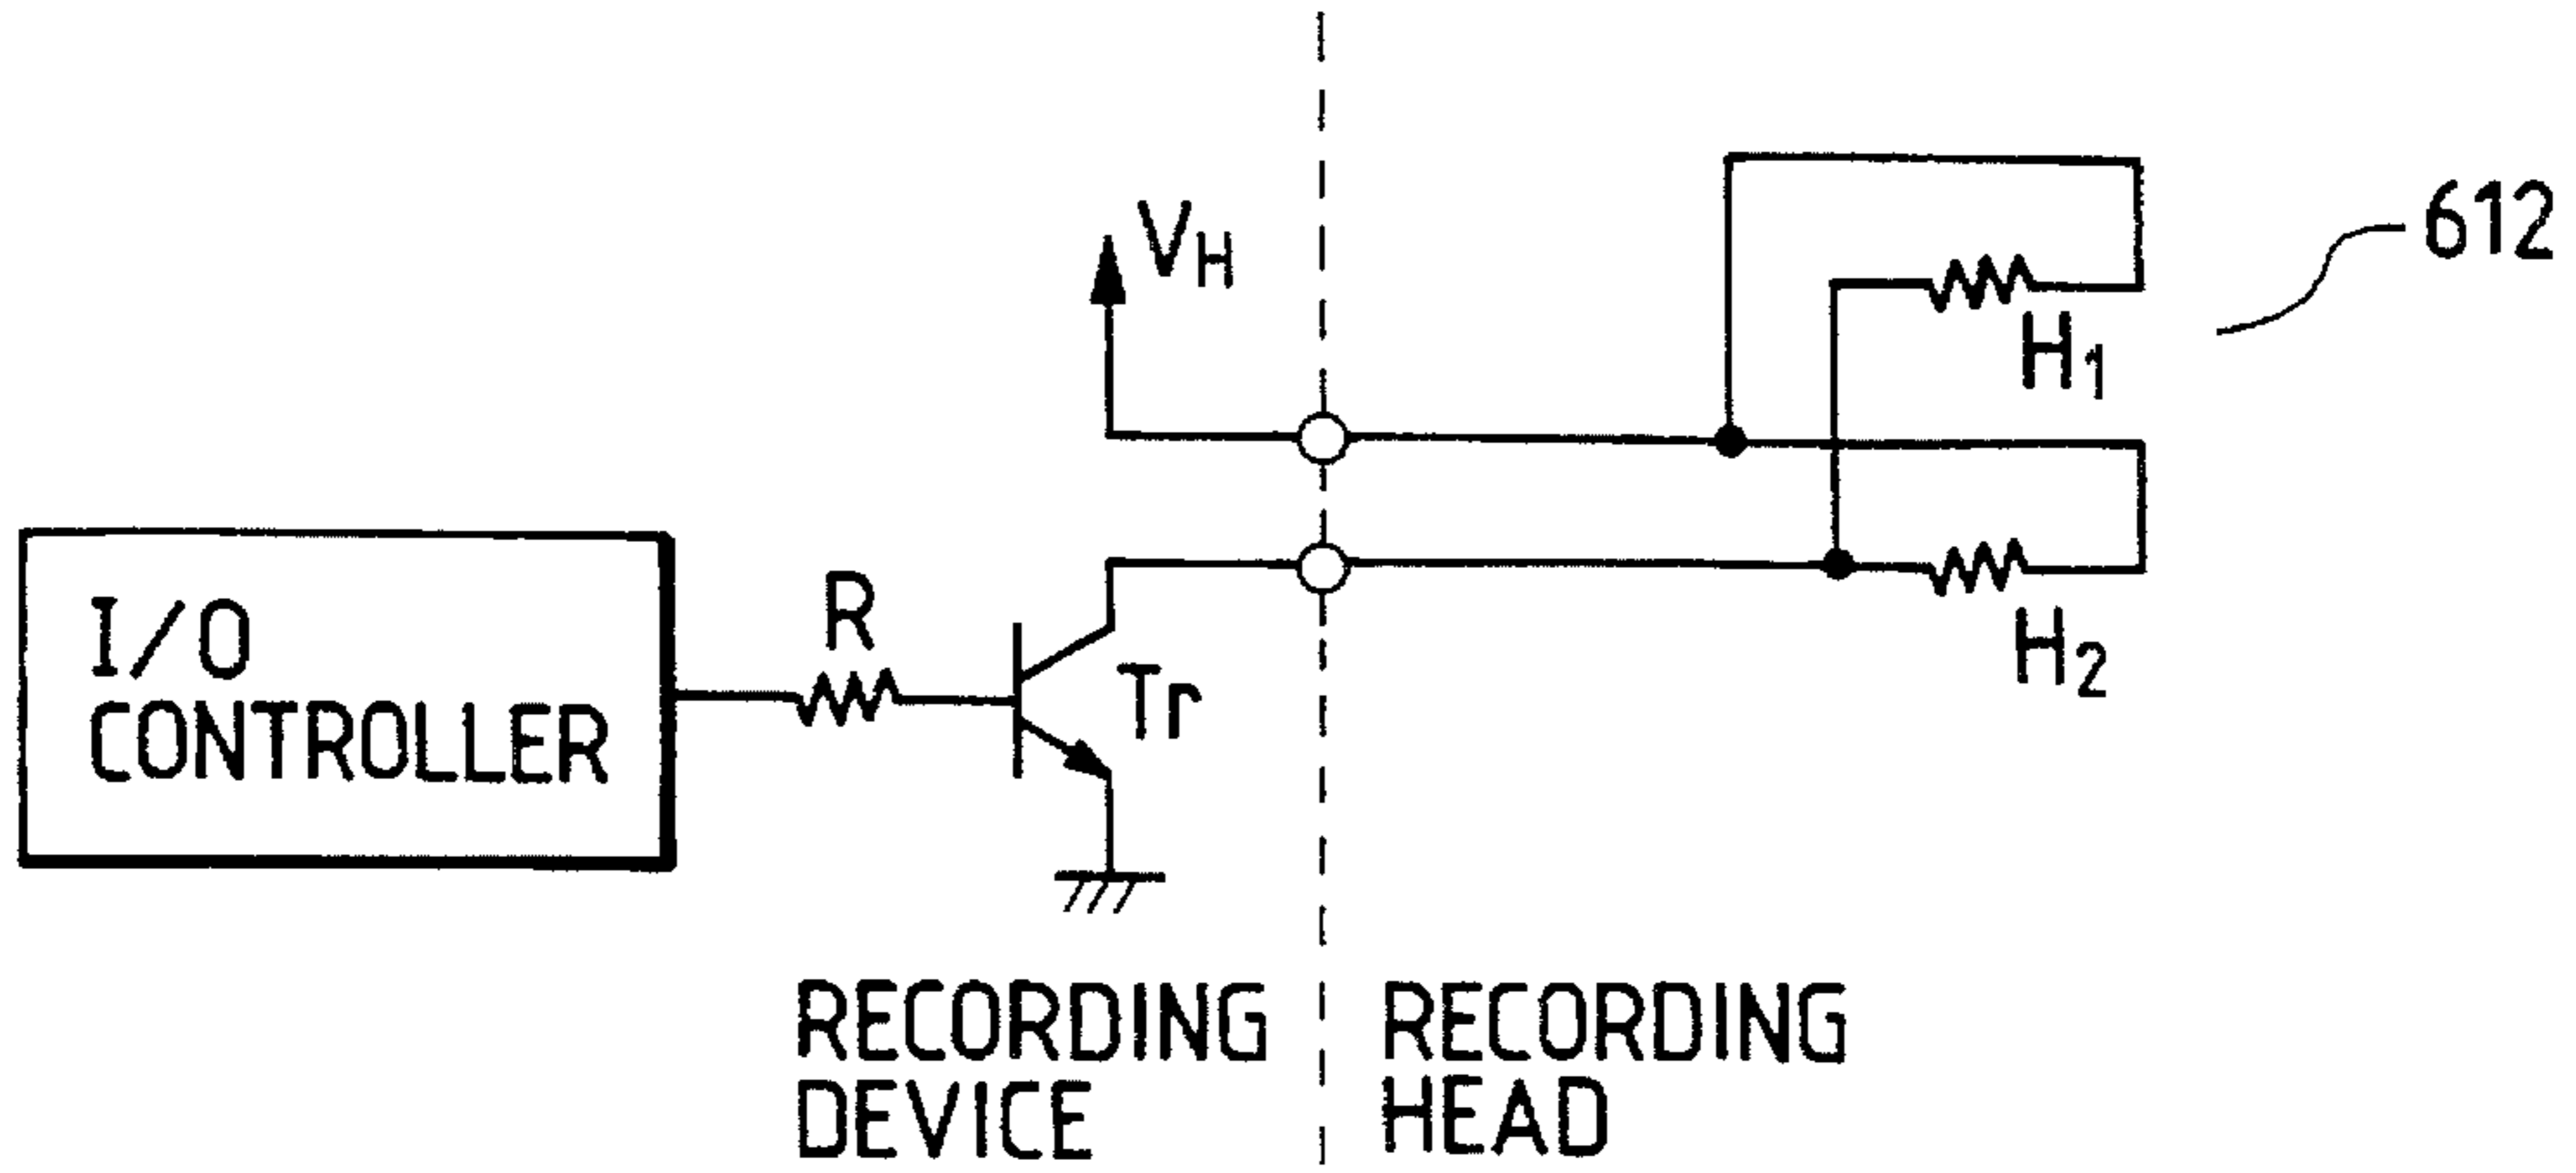 VH
612
H1
I/O
CONTROLLER
R
Tr
H2
RECORDING
DEVICE
RECORDING
HEAD